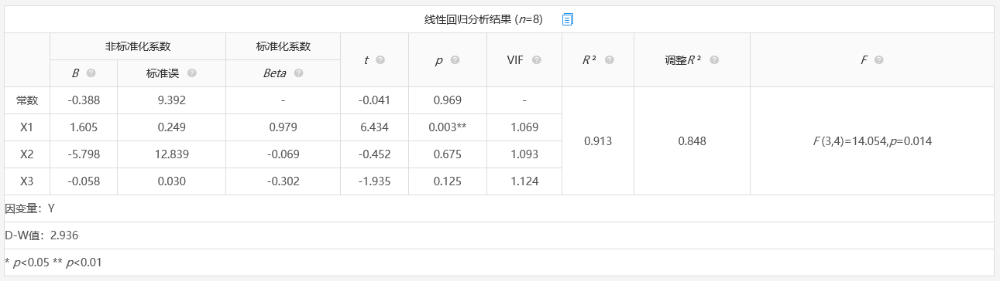 线性回归分析结果 (n=8)
非标准化系数 标准化系数 t p VIF R² 调整R² F
B 标准误 Beta
常数 -0.388 9.392 - -0.041 0.969 - 0.913 0.848 F (3,4)=14.054,p=0.014
X1 1.605 0.249 0.979 6.434 0.003** 1.069
X2 -5.798 12.839 -0.069 -0.452 0.675 1.093
X3 -0.058 0.030 -0.302 -1.935 0.125 1.124
因变量：Y
D-W值：2.936
* p<0.05 ** p<0.01